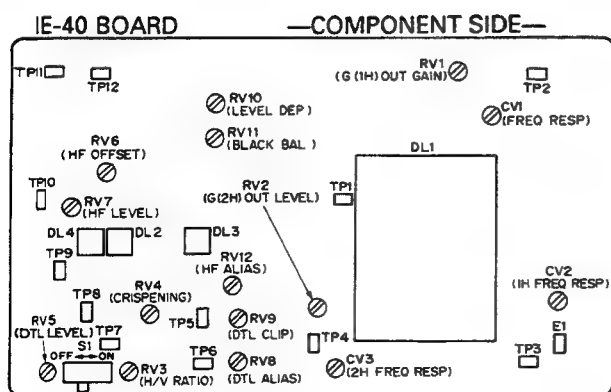 IE-40 BOARD —COMPONENT SIDE—
TP11
TP12
RV10
(LEVEL DEP)
RV1
(G(1H)OUT GAIN)
TP2
CV1
(FREQ RESP)
RV11
(BLACK BAL)
RV6
(HF OFFSET)
DL1
TP10
RV7
(HF LEVEL)
RV2
(G(2H)OUT LEVEL)
TP1
DL4
DL2
DL3
TP9
RV12
(HF ALIAS)
CV2
(1H FREQ RESP)
TP8
RV4
(CRISPENING)
TP5
RV9
(DTL CLIP)
RV5
(DTL LEVEL)
S1
OFF ↔ ON
TP7
TP4
E1
TP3
RV3
(H/V RATIO)
TP6
RV8
(DTL ALIAS)
CV3
(2H FREQ RESP)